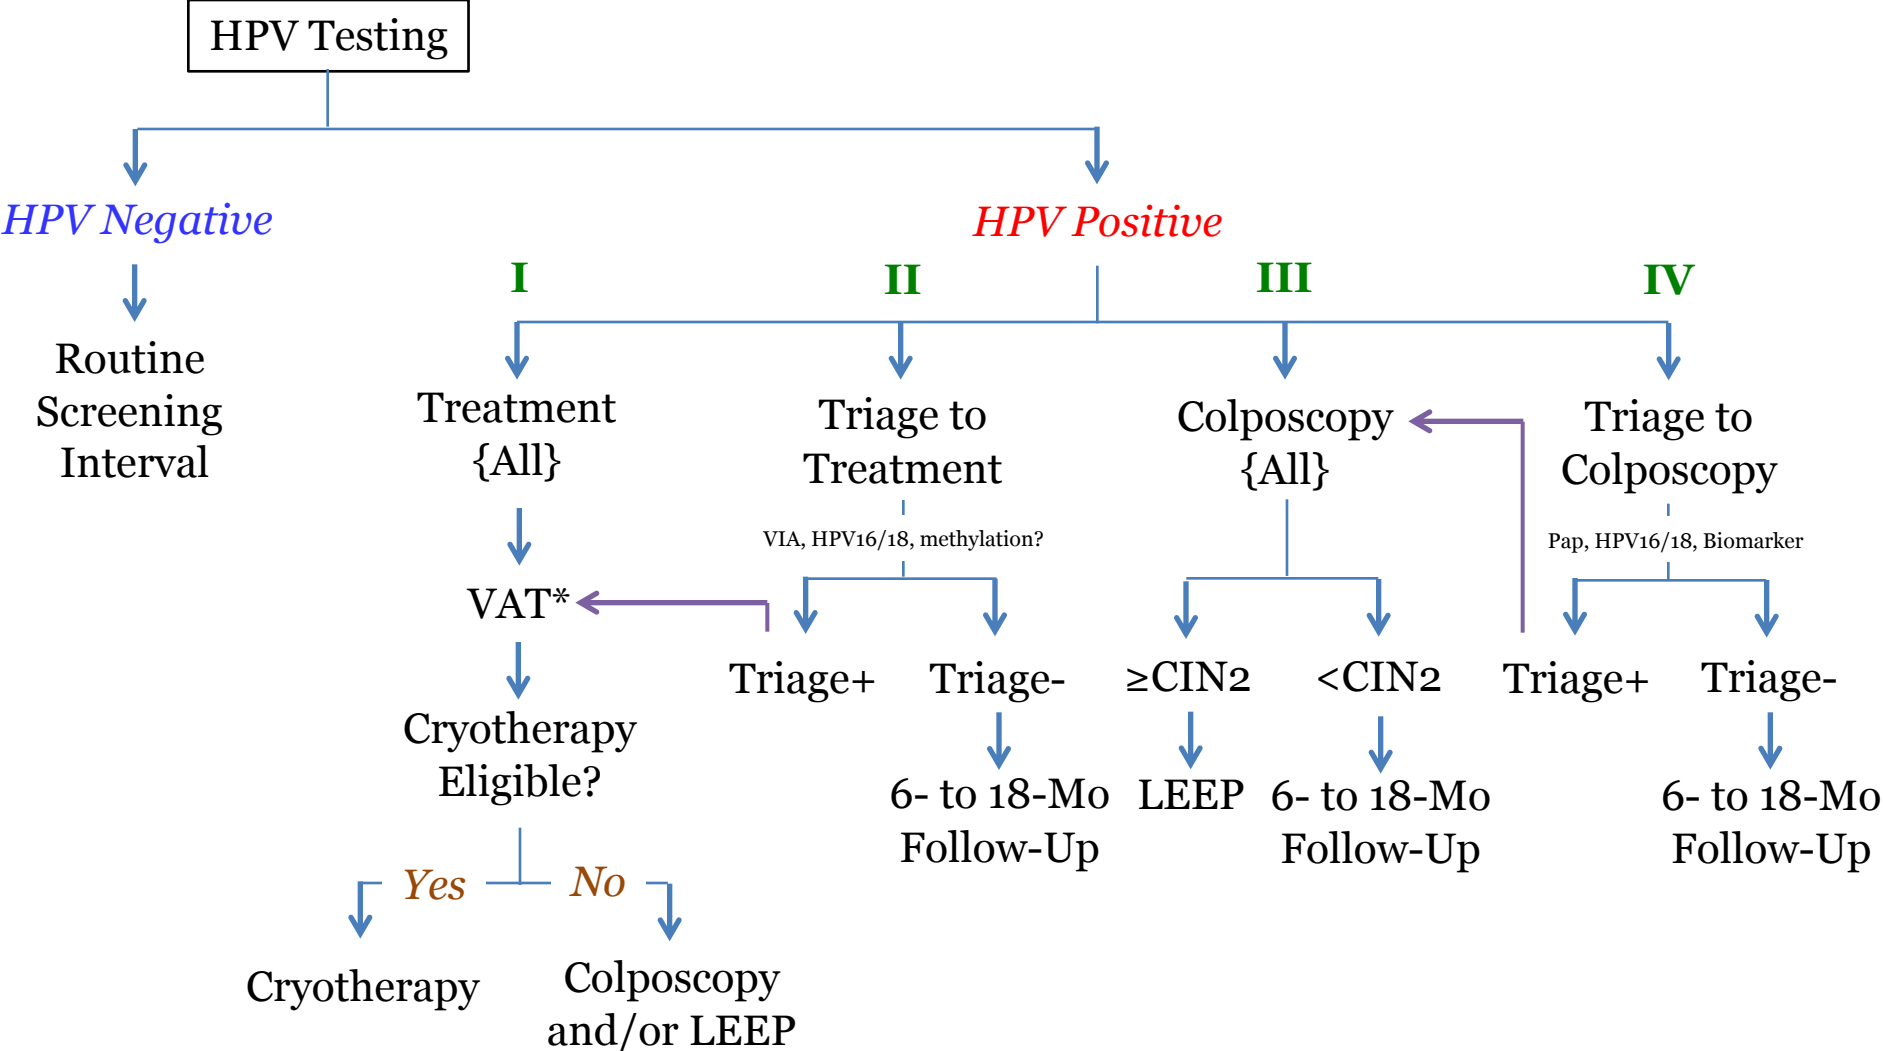 HPV Testing
HPV Negative
HPV Positive
I
II
III
IV
Routine
Screening
Interval
Treatment
{All}
VAT*
Cryotherapy
Eligible?
Yes
No
Cryotherapy
Colposcopy
and/or LEEP
Triage to
Treatment
VIA, HPV16/18, methylation?
Triage+
Triage-
6- to 18-Mo
Follow-Up
Colposcopy
{All}
≥CIN2
<CIN2
LEEP
6- to 18-Mo
Follow-Up
Triage to
Colposcopy
Pap, HPV16/18, Biomarker
Triage+
Triage-
6- to 18-Mo
Follow-Up